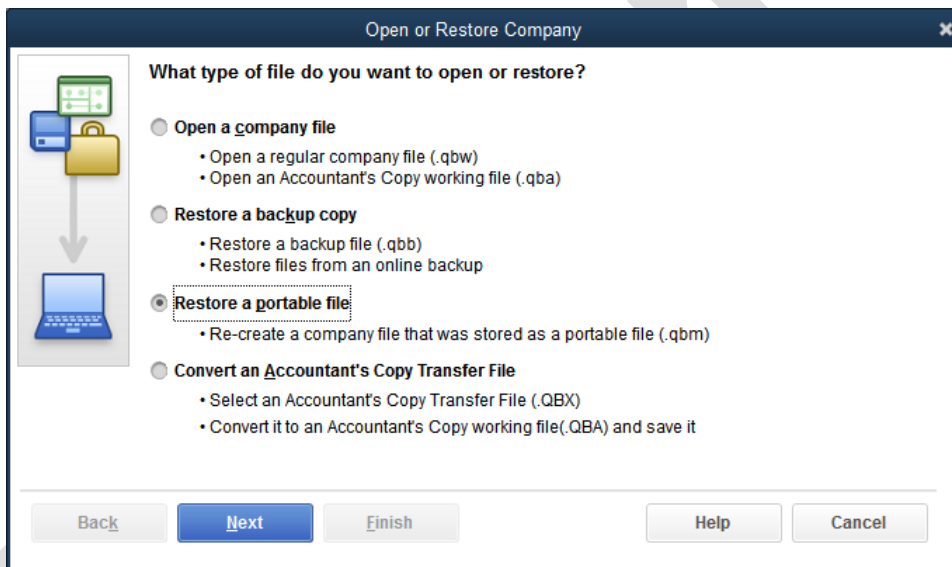 Open or Restore Company
What type of file do you want to open or restore?
Open a company file
• Open a regular company file (.qbw)
• Open an Accountant's Copy working file (.qba)
Restore a backup copy
• Restore a backup file (.qbb)
• Restore files from an online backup
Restore a portable file
• Re-create a company file that was stored as a portable file (.qbm)
Convert an Accountant's Copy Transfer File
• Select an Accountant's Copy Transfer File (.QBX)
• Convert it to an Accountant's Copy working file(.QBA) and save it
Back Next Finish Help Cancel